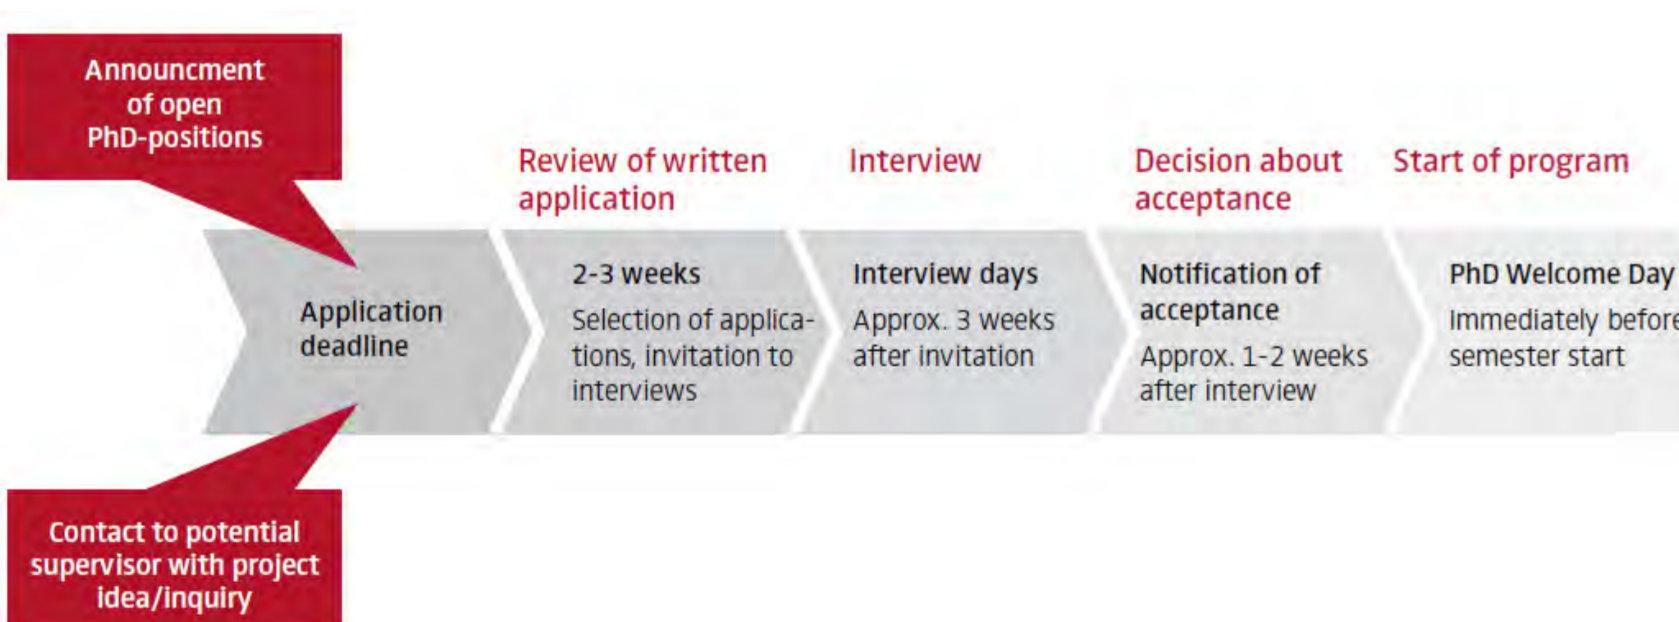 Announcment
of open
PhD-positions
Review of written
application
Interview
Decision about
acceptance
Start of program
Application
deadline
2-3 weeks
Selection of applica-
tions, invitation to
interviews
Interview days
Approx. 3 weeks
after invitation
Notification of
acceptance
Approx. 1-2 weeks
after interview
PhD Welcome Day
Immediately before
semester start
Contact to potential
supervisor with project
idea/inquiry